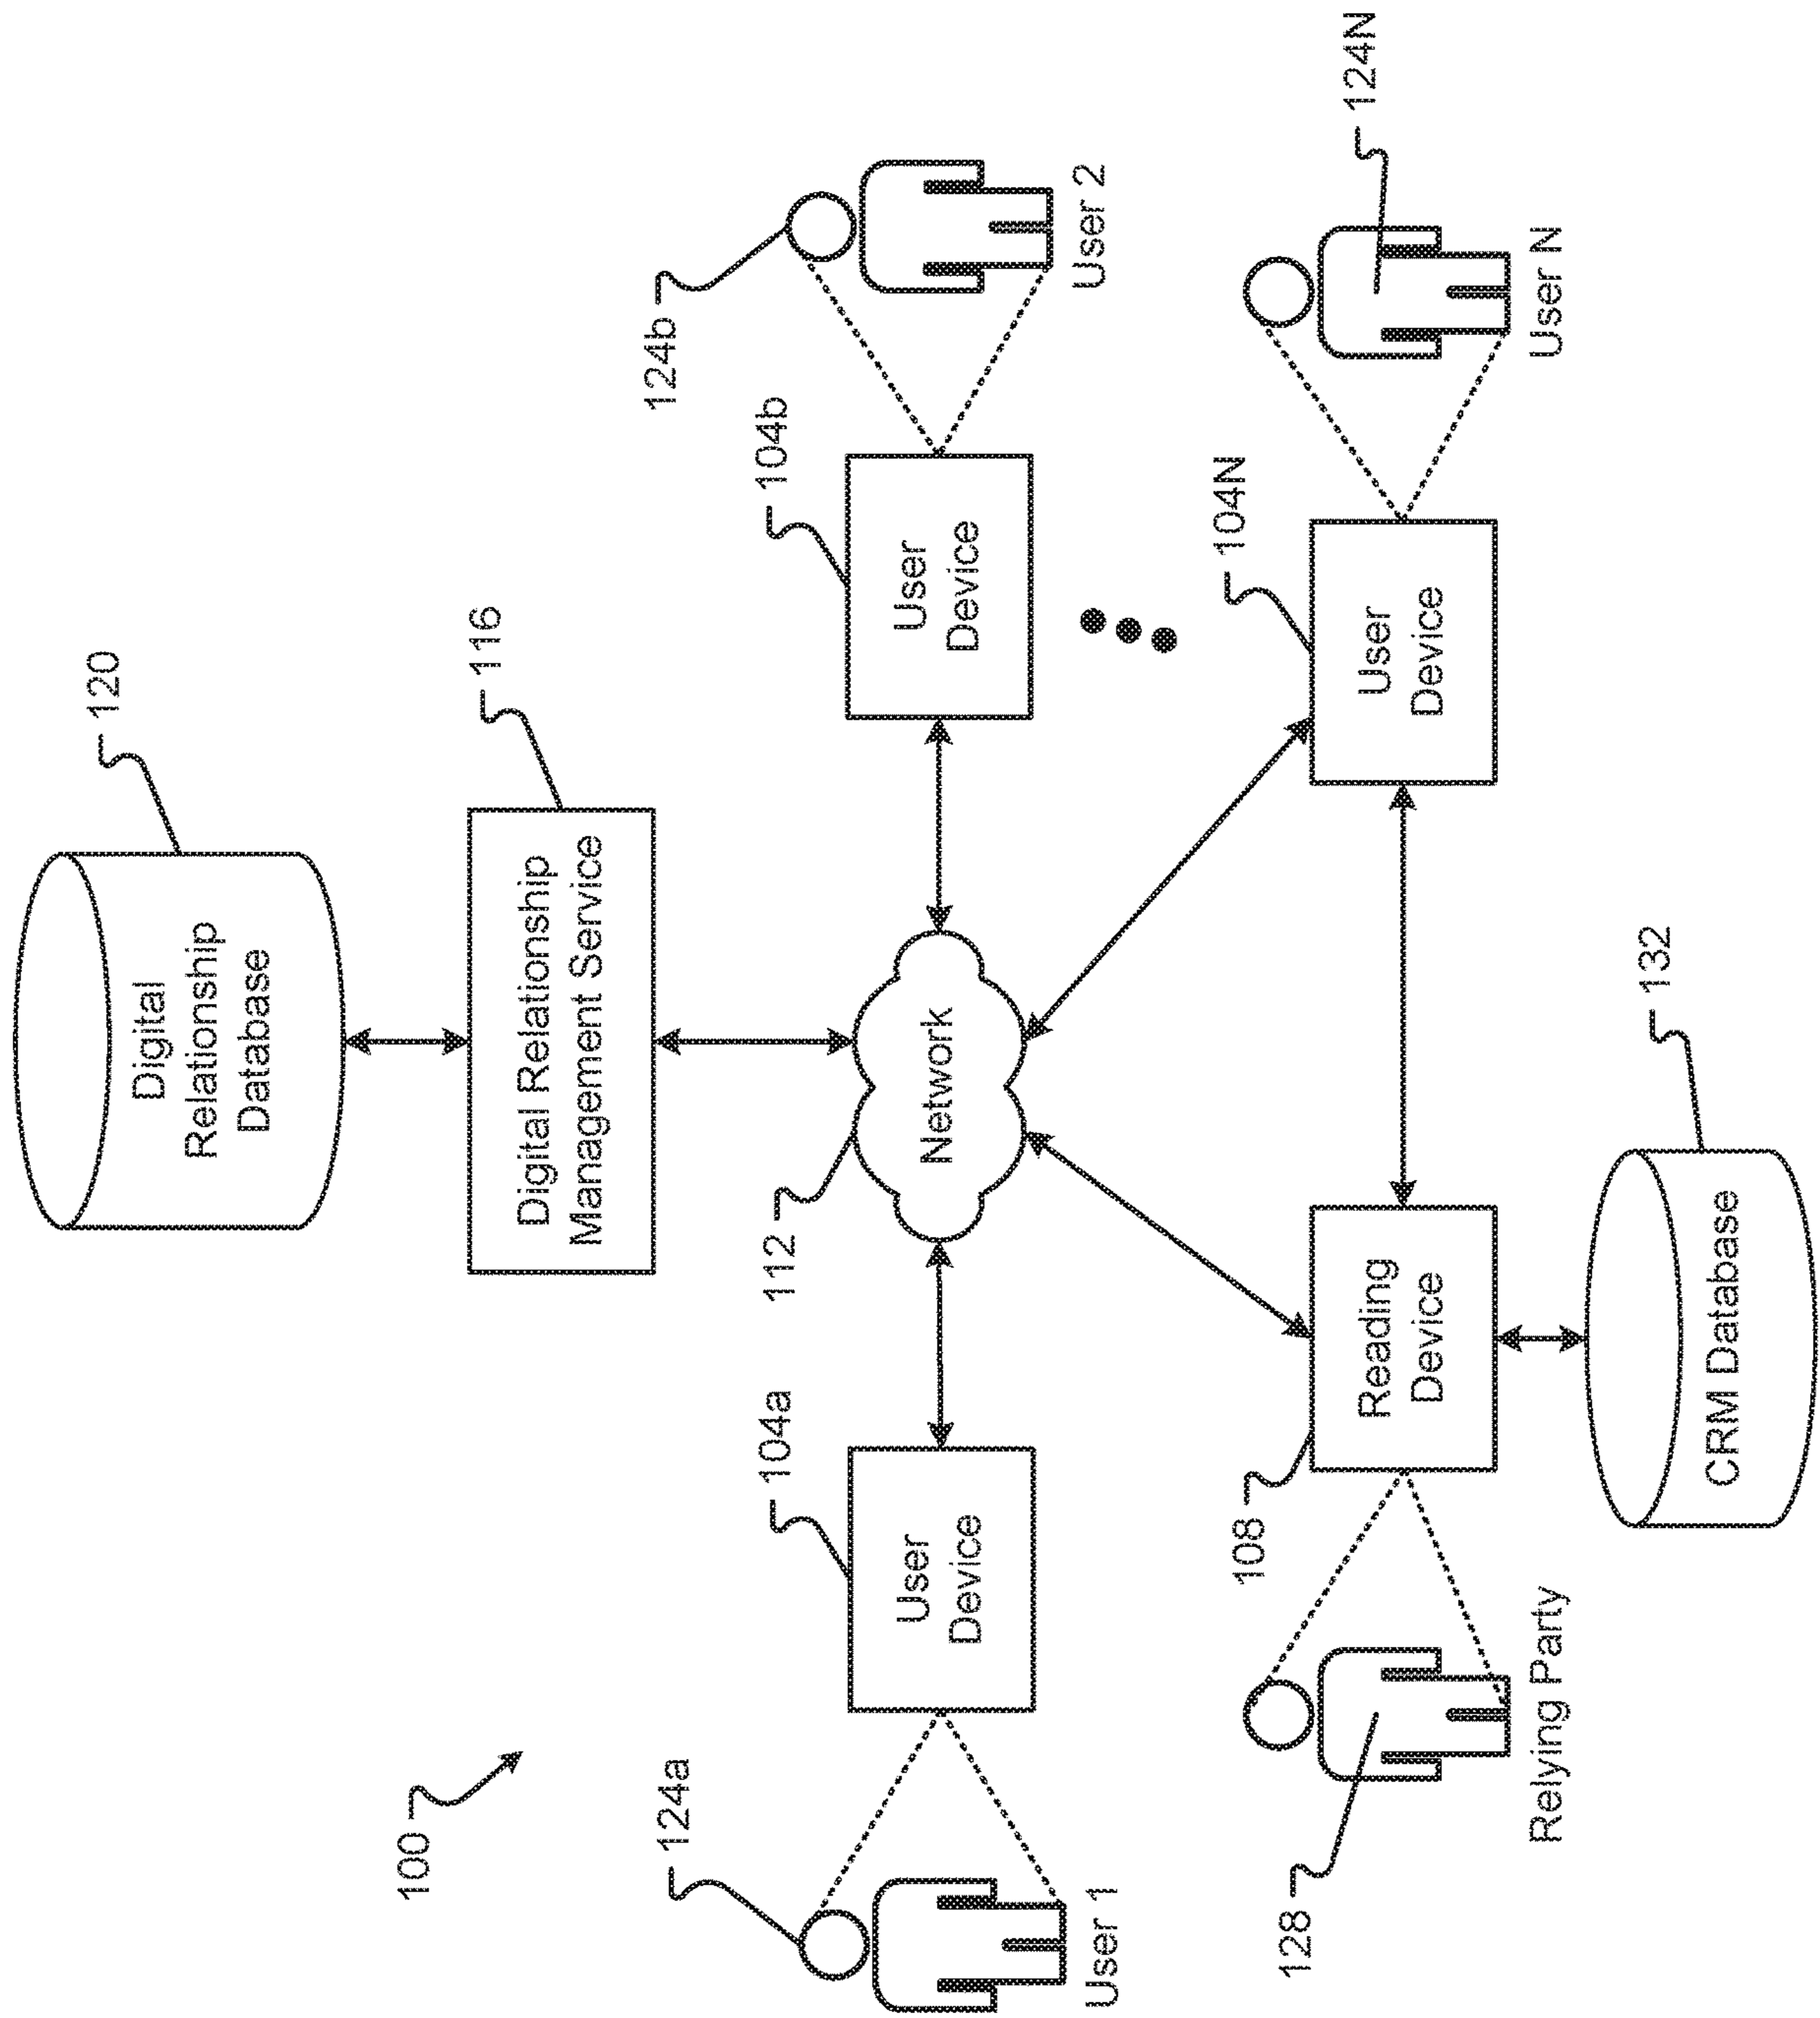 120
Digital
Relationship
Database
116
Digital Relationship
Management Service
100
124a
User 1
104a
User
Device
112
Network
104b
User
Device
124b
User 2
128
Relying Party
108
Reading
Device
104N
User
Device
124N
User N
132
CRM Database